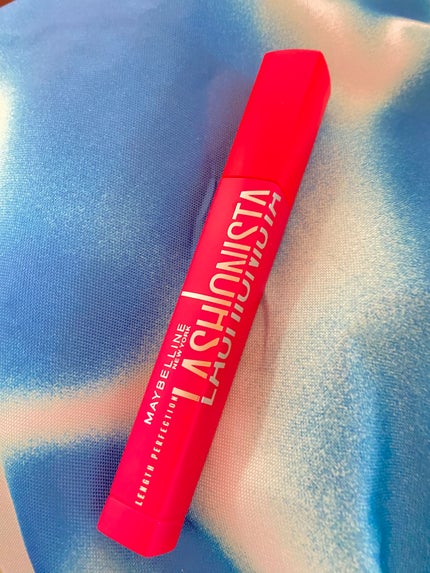 MAYBELLINE
NEW YORK
LASHIONISTA
LENGTH PERFECTION